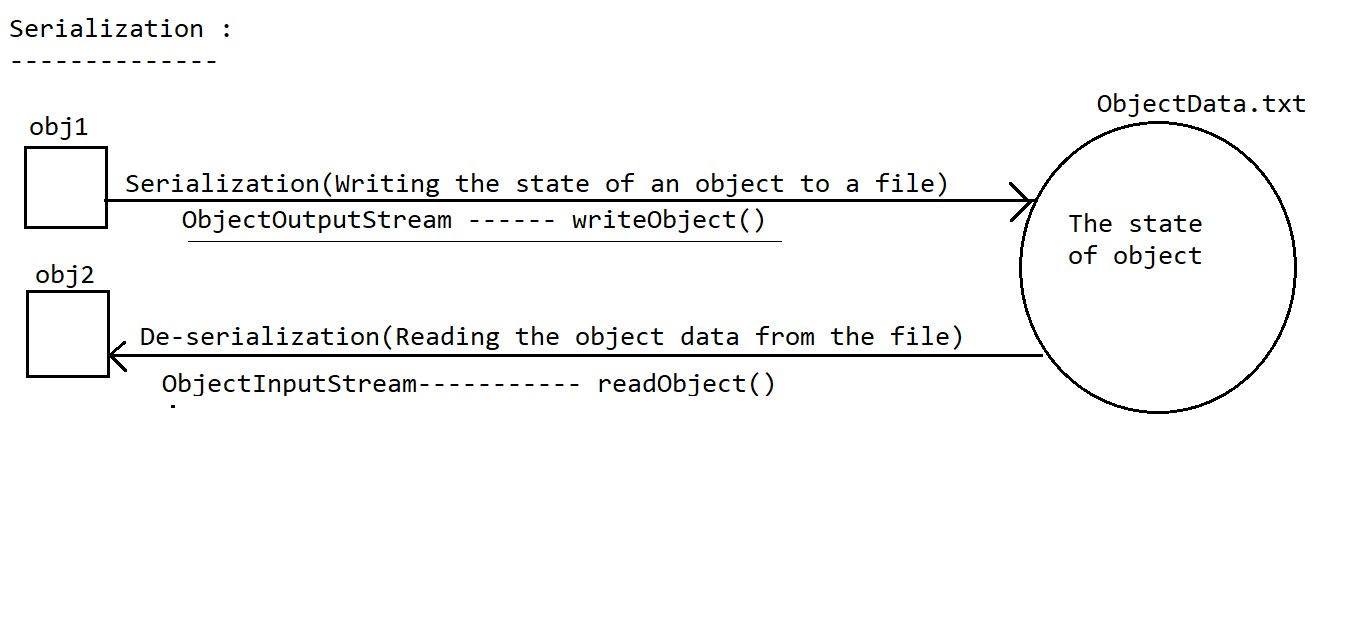 Serialization :
--------------
ObjectData.txt
obj1
Serialization(Writing the state of an object to a file)
ObjectOutputStream ------ writeObject()
The state
of object
obj2
De-serialization(Reading the object data from the file)
ObjectInputStream----------- readObject()